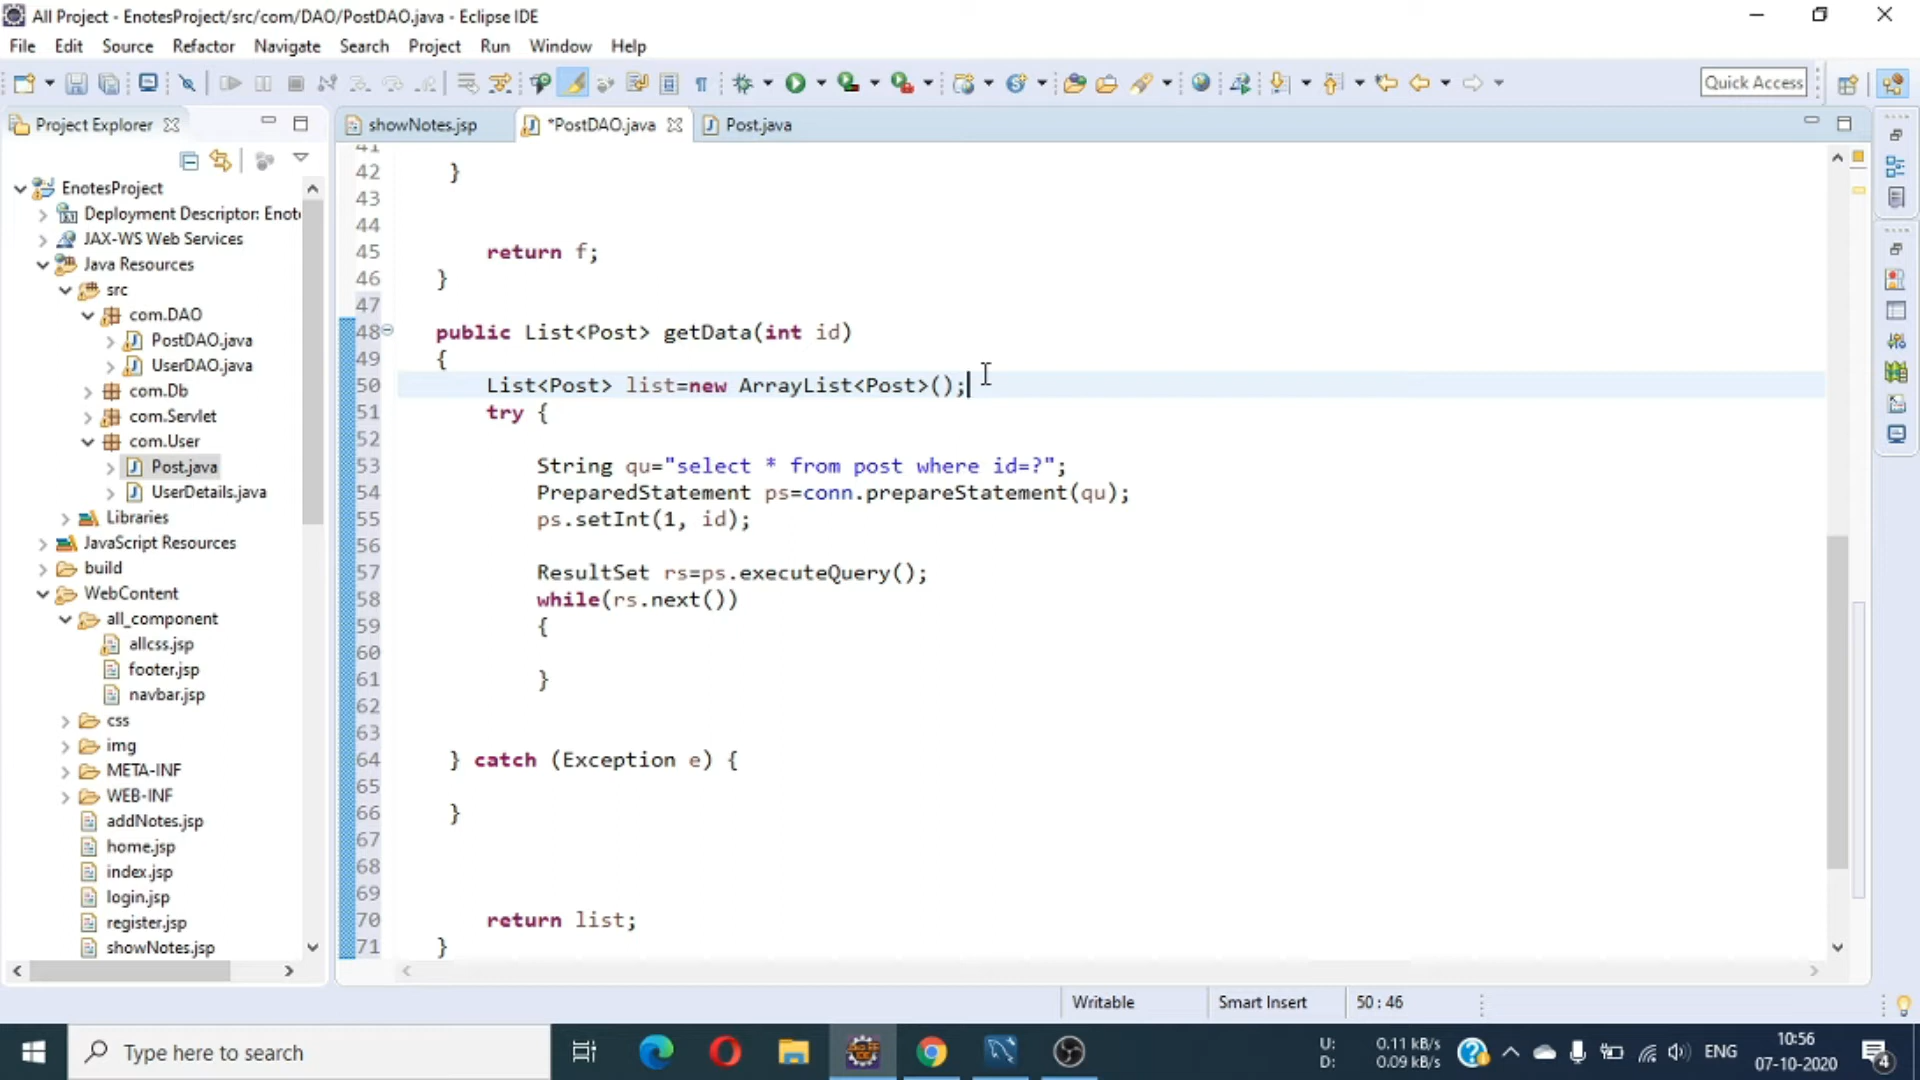 All Project - EnotesProject/src/com/DAO/PostDAO.java - Eclipse IDE
File Edit Source Refactor Navigate Search Project Run Window Help
Quick Access
Project Explorer
showNotes.jsp
*PostDAO.java
Post.java
EnotesProject
Deployment Descriptor: Enot
JAX-WS Web Services
Java Resources
src
com.DAO
PostDAO.java
UserDAO.java
com.Db
com.Servlet
com.User
Post.java
UserDetails.java
Libraries
JavaScript Resources
build
WebContent
all_component
allcss.jsp
footer.jsp
navbar.jsp
css
img
META-INF
WEB-INF
addNotes.jsp
home.jsp
index.jsp
login.jsp
register.jsp
showNotes.jsp
41
42 }
43
44
45 return f;
46 }
47
48 public List<Post> getData(int id)
49 {
50 List<Post> list=new ArrayList<Post>();
51 try {
52
53 String qu="select * from post where id=?";
54 PreparedStatement ps=conn.prepareStatement(qu);
55 ps.setInt(1, id);
56
57 ResultSet rs=ps.executeQuery();
58 while(rs.next())
59 {
60
61 }
62
63
64 } catch (Exception e) {
65
66 }
67
68
69
70 return list;
71 }
Writable Smart Insert 50 : 46
Type here to search
U: 0.11 kB/s
D: 0.09 kB/s
ENG
10:56
07-10-2020
4